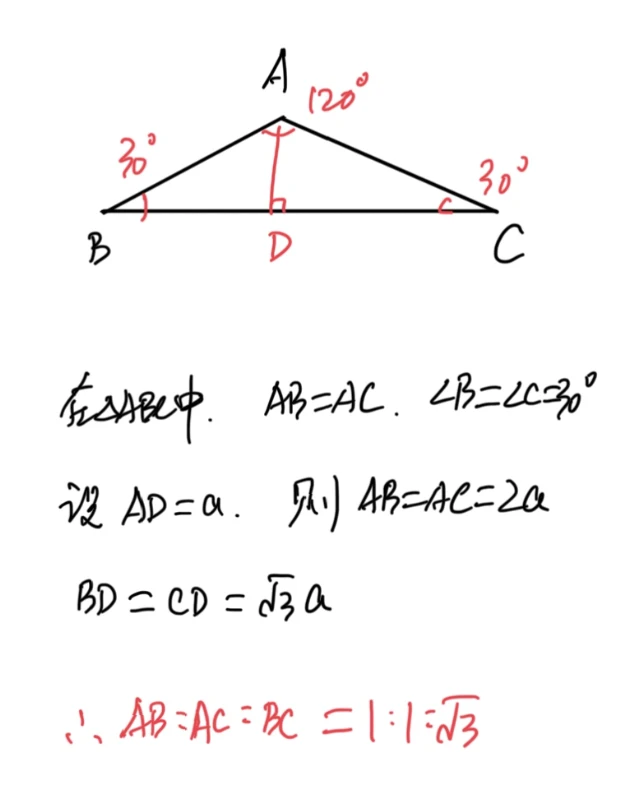 A
120°
30°
30°
B
D
C
在△ABC中. AB=AC. ∠B=∠C=30°
设 AD=a. 则 AB=AC=2a
BD=CD=√3a
∴ AB:AC:BC=1:1:√3